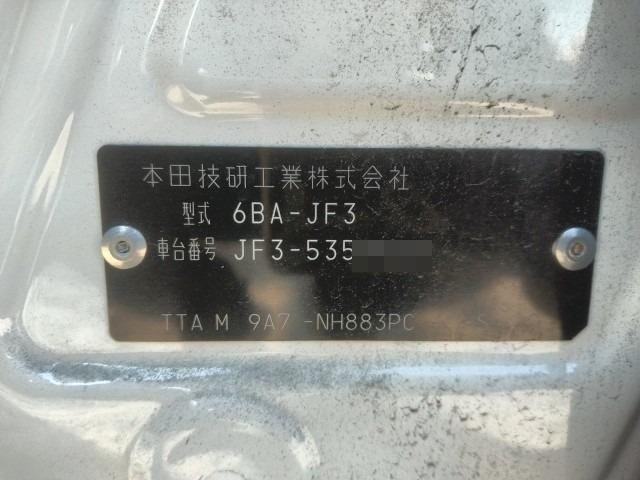 本田技研工業株式会社
型式 6BA-JF3
車台番号 JF3-535
TTA M 9A7 -NH883PC